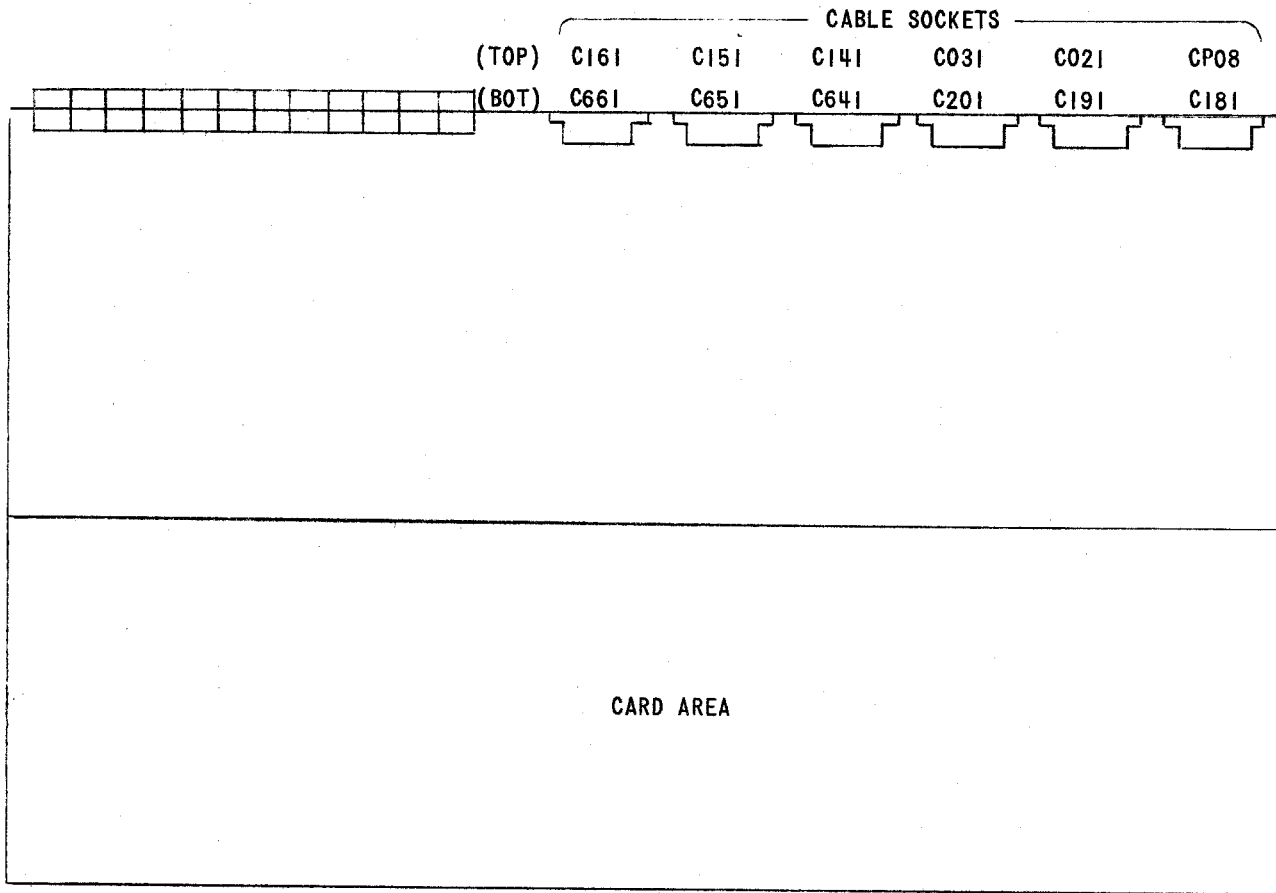 CABLE SOCKETS
(TOP) C161 C151 C141 C031 C021 CP08
(BOT) C661 C651 C641 C201 C191 C181
CARD AREA